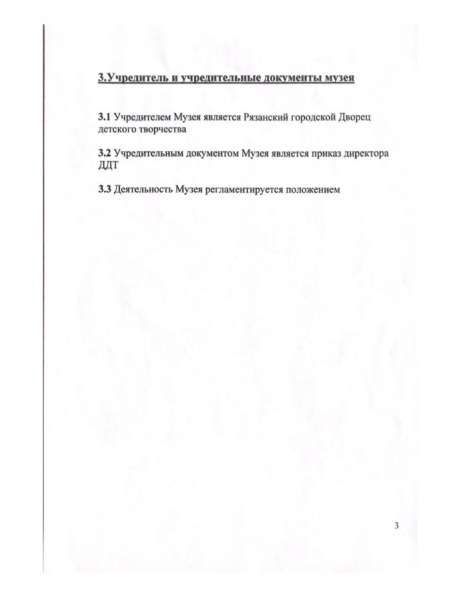 3.Учредитель и учредительные документы музея
3.1 Учредителем Музея является Рязанский городской Дворец
детского творчества
3.2 Учредительным документом Музея является приказ директора
ДДТ
3.3 Деятельность Музея регламентируется положением
3